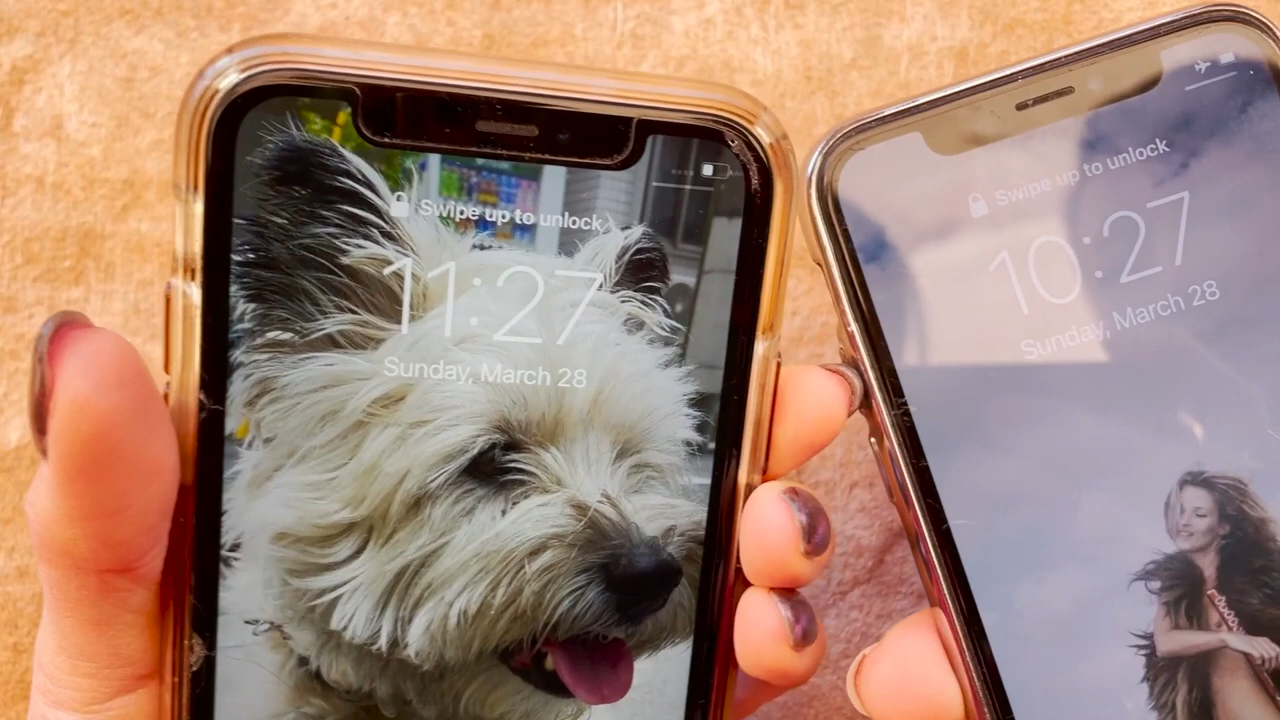 Swipe up to unlock
11:27
Sunday, March 28
Swipe up to unlock
10:27
Sunday, March 28